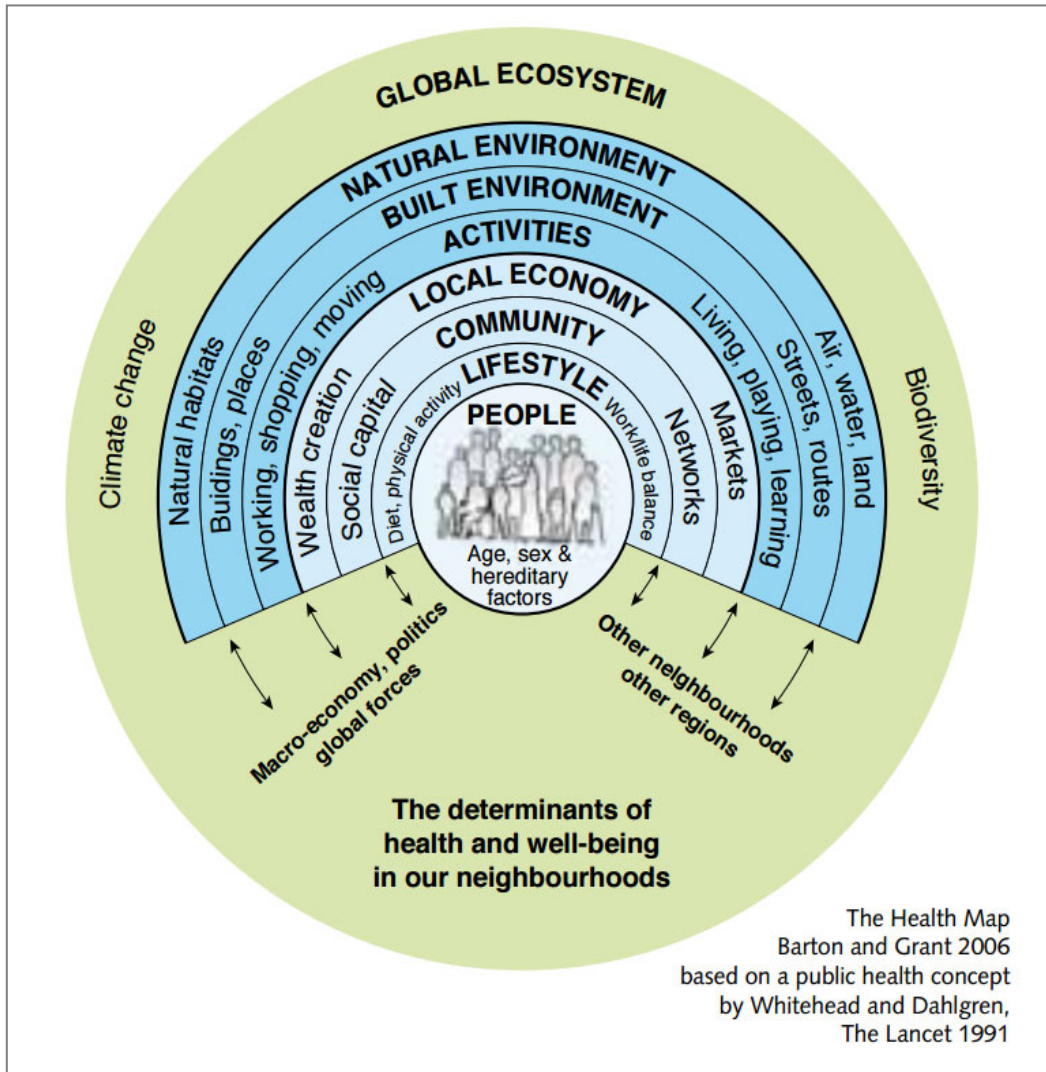 GLOBAL ECOSYSTEM
NATURAL ENVIRONMENT
BUILT ENVIRONMENT
ACTIVITIES
LOCAL ECONOMY
COMMUNITY
LIFESTYLE
PEOPLE
Age, sex &
hereditary
factors
Climate change
Natural habitats
Buidings, places
Working, shopping, moving
Wealth creation
Social capital
Diet, physical activity
Work/life balance
Networks
Markets
Living, playing, learning
Streets, routes
Air, water, land
Biodiversity
Macro-economy, politics
global forces
Other neighbourhoods
other regions
The determinants of
health and well-being
in our neighbourhoods
The Health Map
Barton and Grant 2006
based on a public health concept
by Whitehead and Dahlgren,
The Lancet 1991